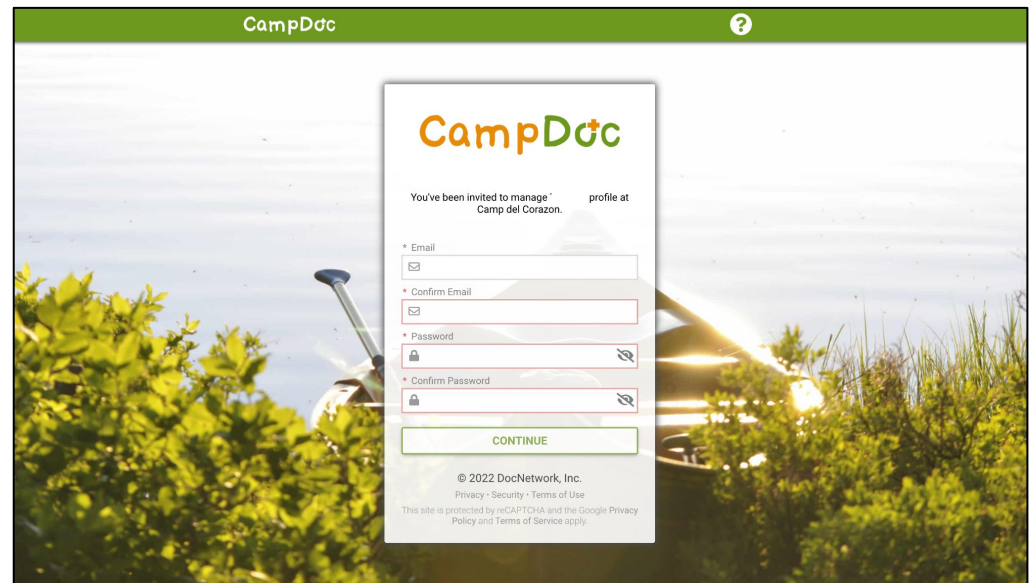 CampDoc
?
CampDoc
You've been invited to manage profile at
Camp del Corazon.
* Email
* Confirm Email
* Password
* Confirm Password
CONTINUE
© 2022 DocNetwork, Inc.
Privacy · Security · Terms of Use
This site is protected by reCAPTCHA and the Google Privacy
Policy and Terms of Service apply.